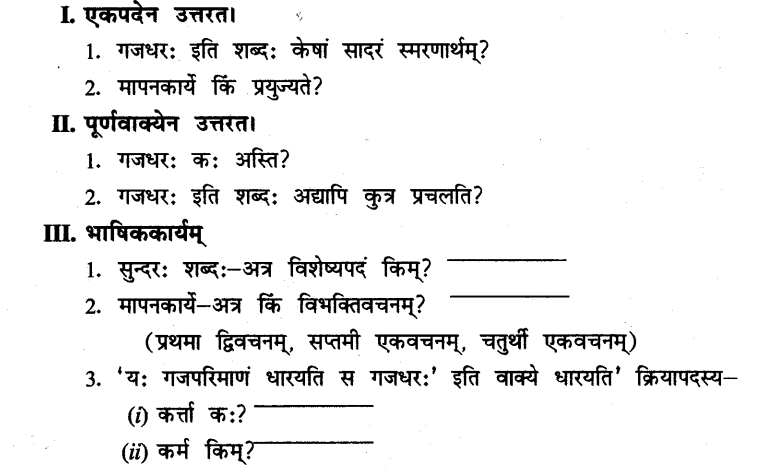 I. एकपदेन उत्तरत।
1. गजधरः इति शब्दः केषां सादरं स्मरणार्थम्?
2. मापनकार्ये किं प्रयुज्यते?
II. पूर्णवाक्येन उत्तरत।
1. गजधरः कः अस्ति?
2. गजधरः इति शब्दः अद्यापि कुत्र प्रचलति?
III. भाषिककार्यम्
1. सुन्दरः शब्दः–अत्र विशेष्यपदं किम्? ________
2. मापनकार्ये–अत्र किं विभक्तिवचनम्? ________
(प्रथमा द्विवचनम्, सप्तमी एकवचनम्, चतुर्थी एकवचनम्)
3. 'यः गजपरिमाणं धारयति स गजधरः' इति वाक्ये धारयति' क्रियापदस्य–
(i) कर्त्ता कः? ________
(ii) कर्म किम्? ________